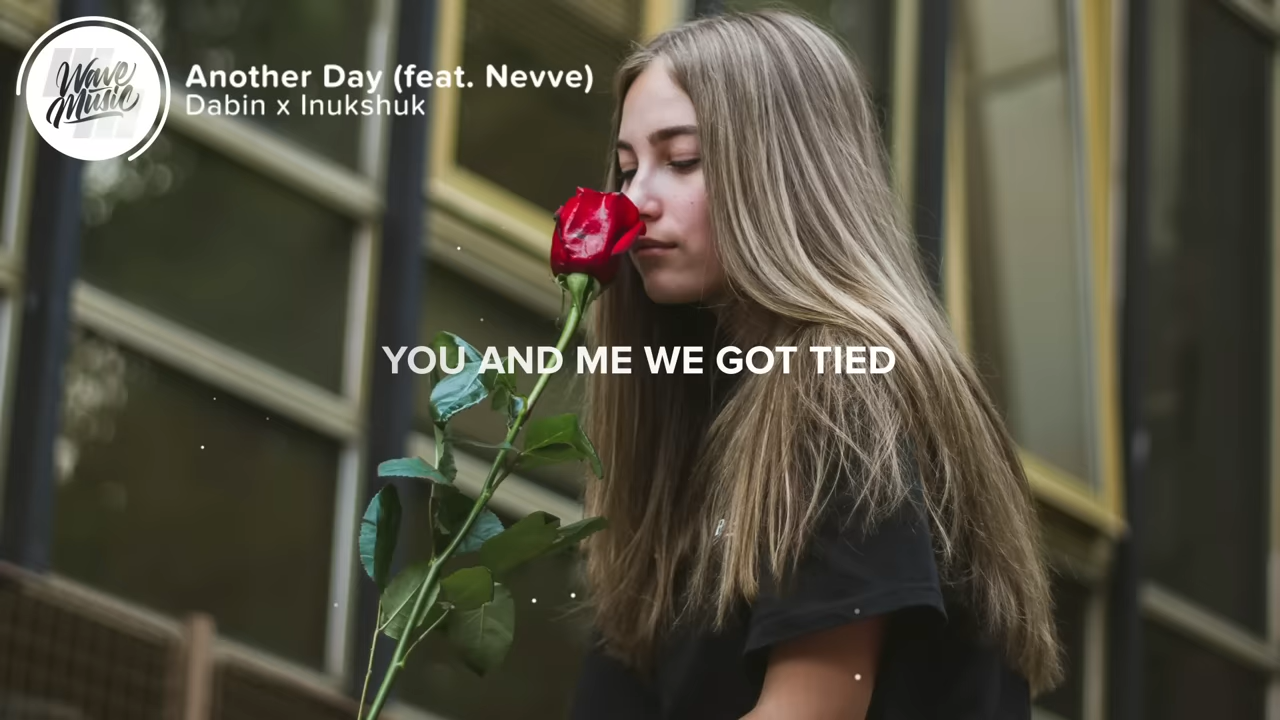 Wave
Music
Another Day (feat. Nevve)
Dabin x Inukshuk
YOU AND ME WE GOT TIED